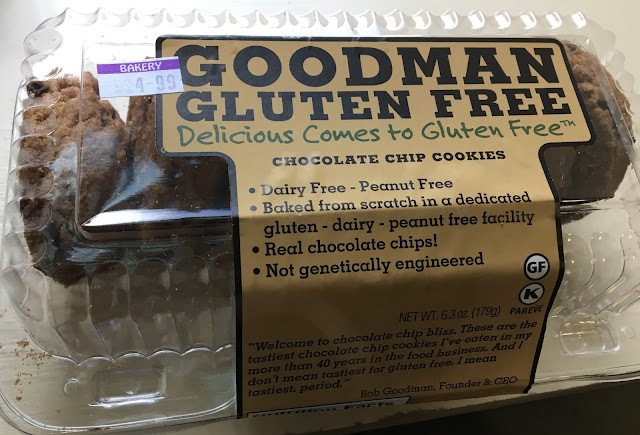 BAKERY
4.99
GOODMAN
GLUTEN FREE
Delicious Comes to Gluten Free™
CHOCOLATE CHIP COOKIES
• Dairy Free - Peanut Free
• Baked from scratch in a dedicated
gluten - dairy - peanut free facility
• Real chocolate chips!
• Not genetically engineered
GF
K
PAREVE
NET WT. 6.3 oz. (179g)
"Welcome to chocolate chip bliss. These are the
tastiest chocolate chip cookies I've eaten in my
more than 40 years in the food business. And I
don't mean tastiest for gluten free, I mean
tastiest, period."
Bob Goodman, Founder & CEO
Nutrition Facts